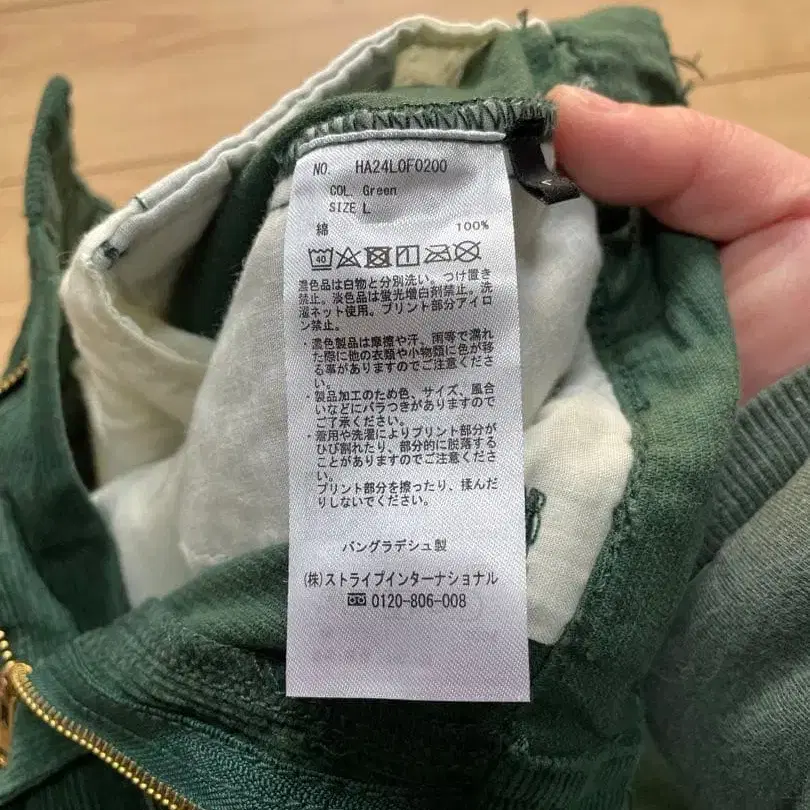 NO. HA24L0F0200
COL. Green
SIZE L
綿 100%
40
濃色品は白物と分別洗い。つけ置き
禁止。淡色品は蛍光増白剤禁止。洗
濯ネット使用。プリント部分アイロ
ン禁止。
・濃色製品は摩擦や汗、雨等で濡れ
た際に他の衣類や小物類に色が移
る事がありますのでご注意くださ
い。
・製品加工のため色、サイズ、風合
いなどにバラつきがありますので
ご了承ください。
・着用や洗濯によりプリント部分が
ひび割れたり、部分的に脱落する
ことがありますのでご注意くださ
い。
プリント部分を擦ったり、揉んだ
りしないでください。
バングラデシュ製
(株)ストライプインターナショナル
0120-806-008